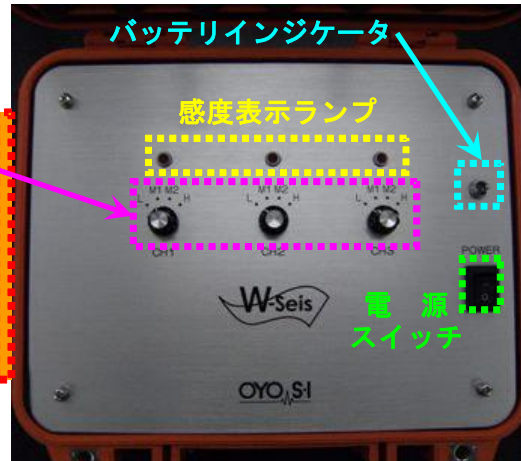 バッテリインジケータ
感度表示ランプ
L M1 M2 H
L M1 M2 H
L M1 M2 H
CH1
CH2
CH3
POWER
W-Seis
電 源
スイッチ
OYO S-I